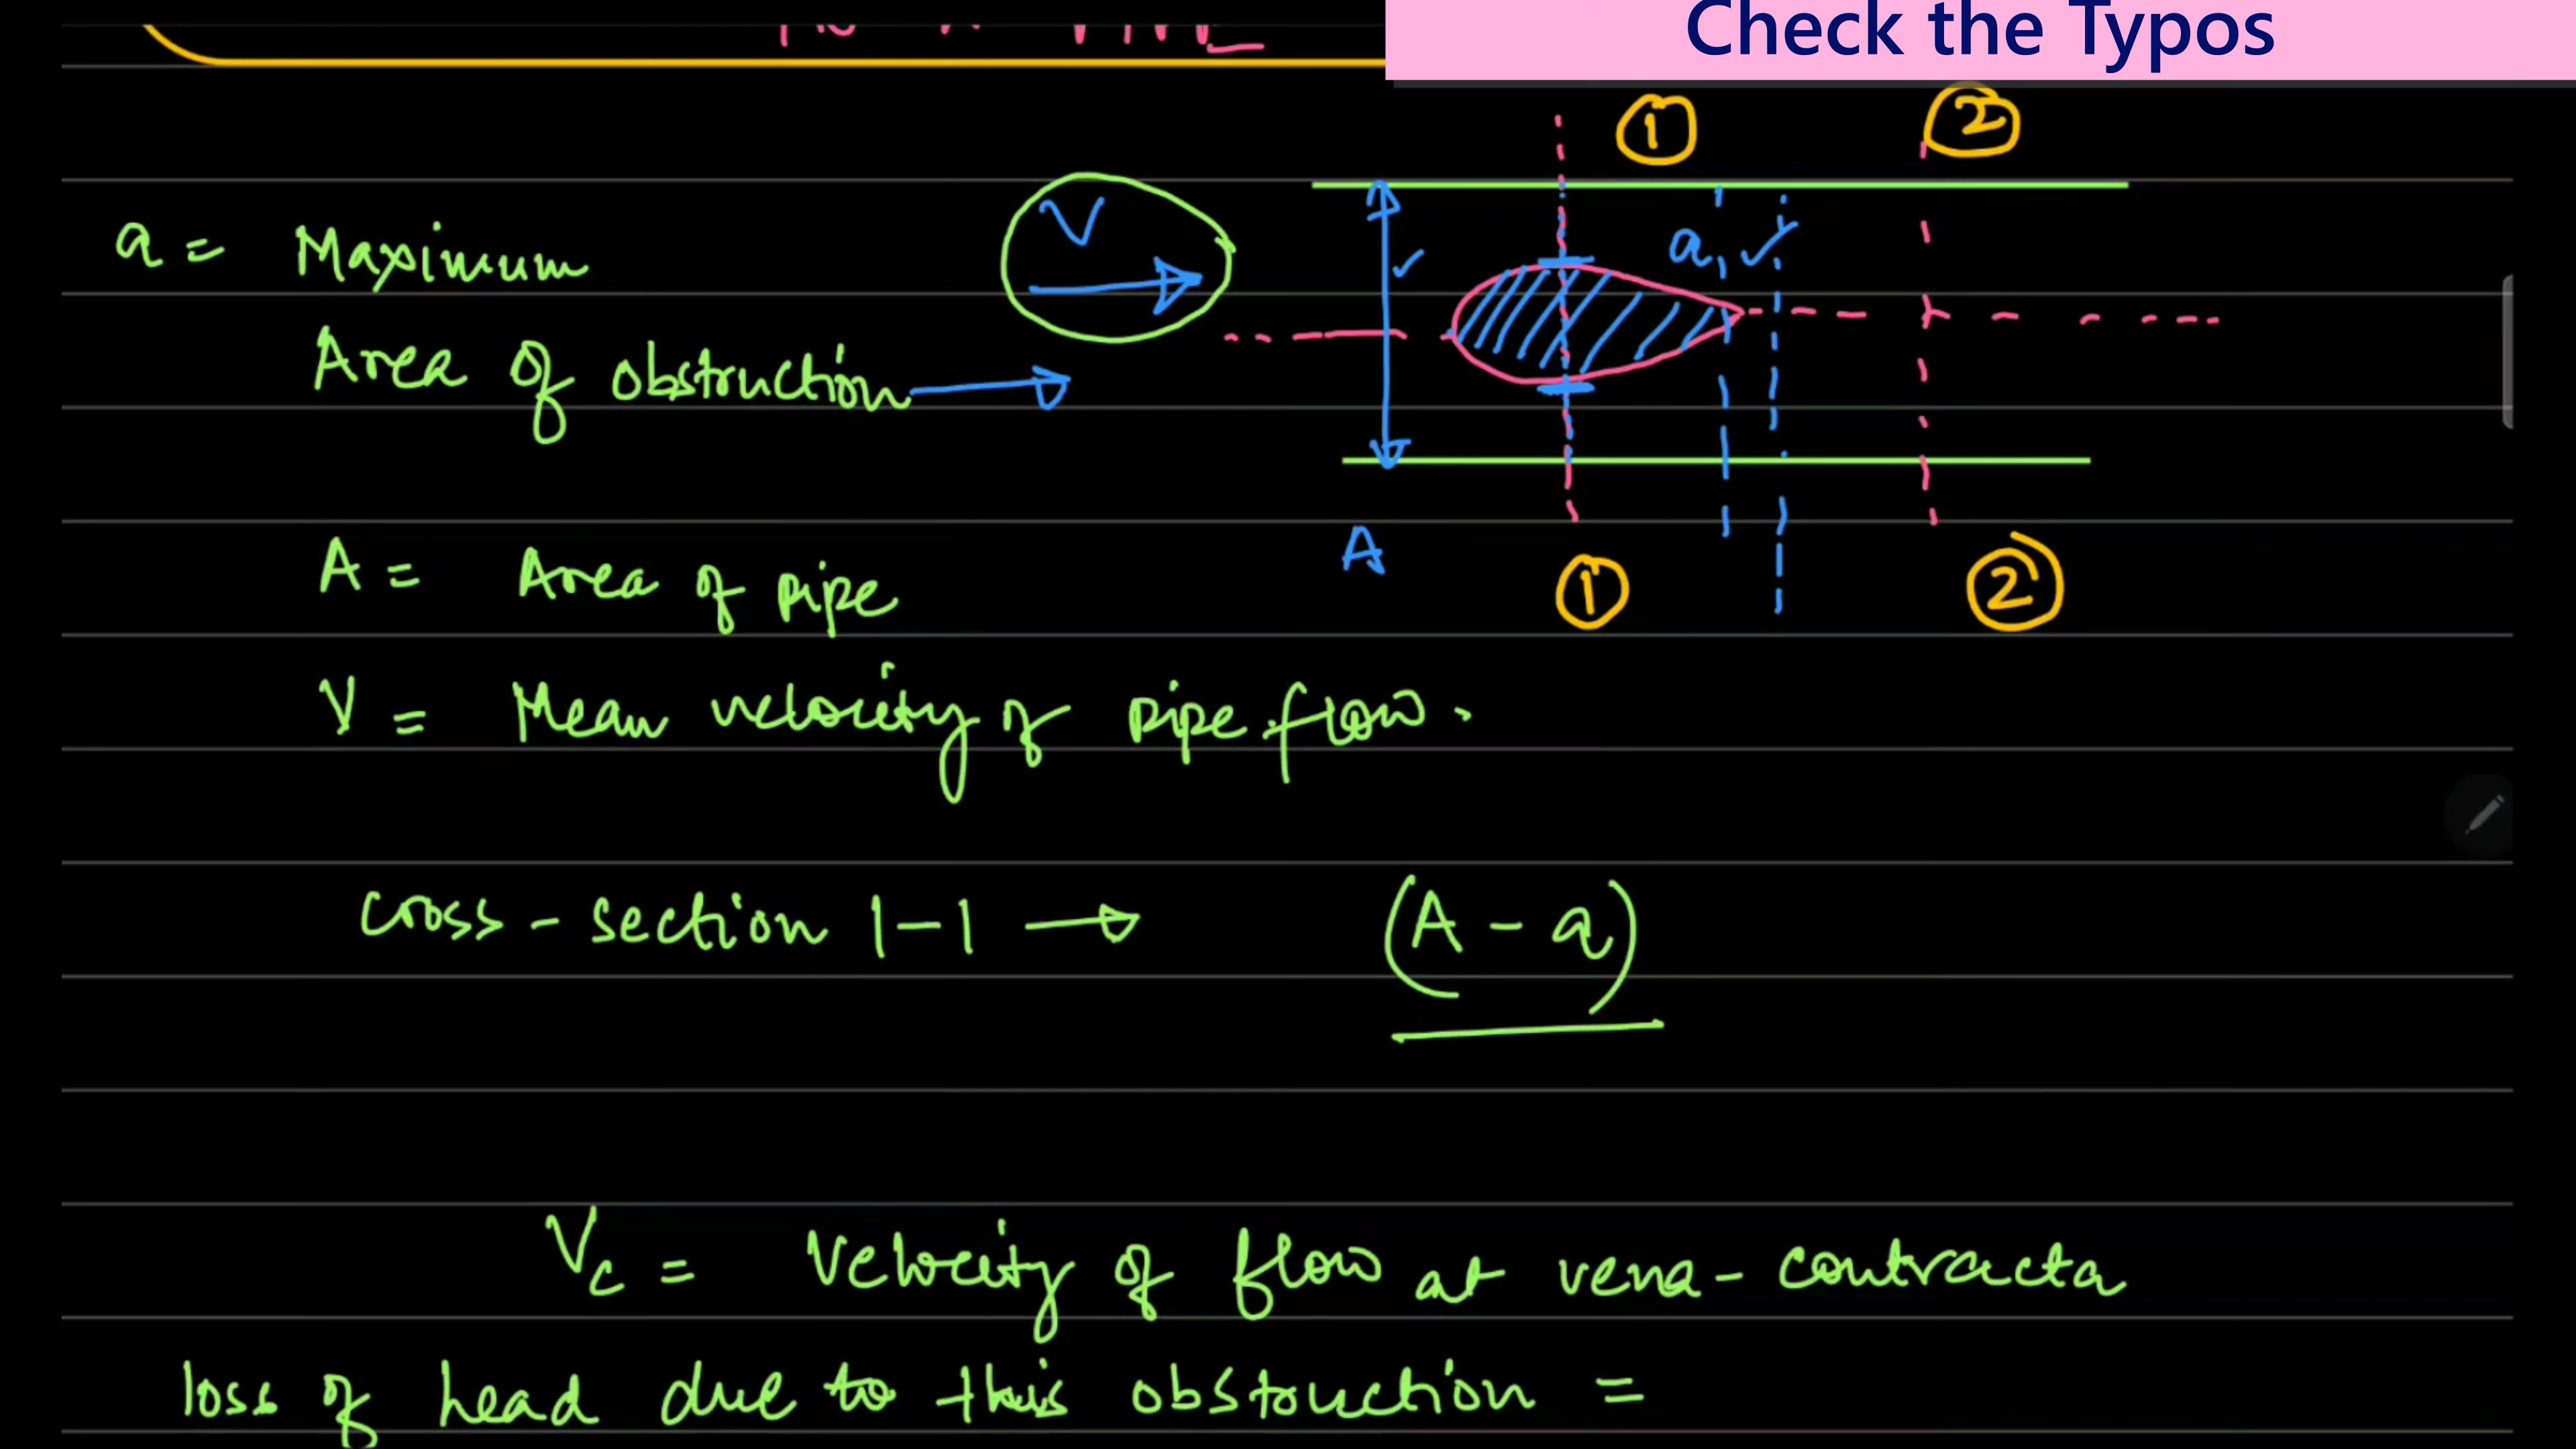 Check the Typos
① ②
V
a = Maximum
a, ✓
Area of obstruction →
A
① ②
A = Area of pipe
V = Mean velocity of pipe flow.
cross - section 1-1 → (A - a)
Vc = Velocity of flow at vena - contracta
loss of head due to this obstruction =